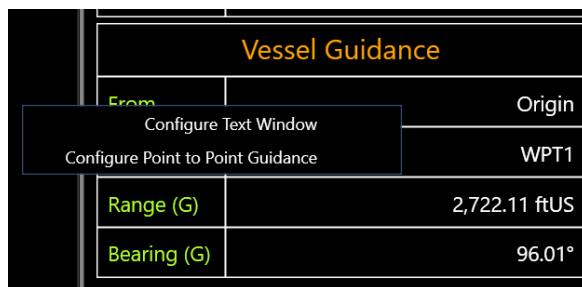 Vessel Guidance
From Origin
Configure Text Window
Configure Point to Point Guidance
WPT1
Range (G) 2,722.11 ftUS
Bearing (G) 96.01°